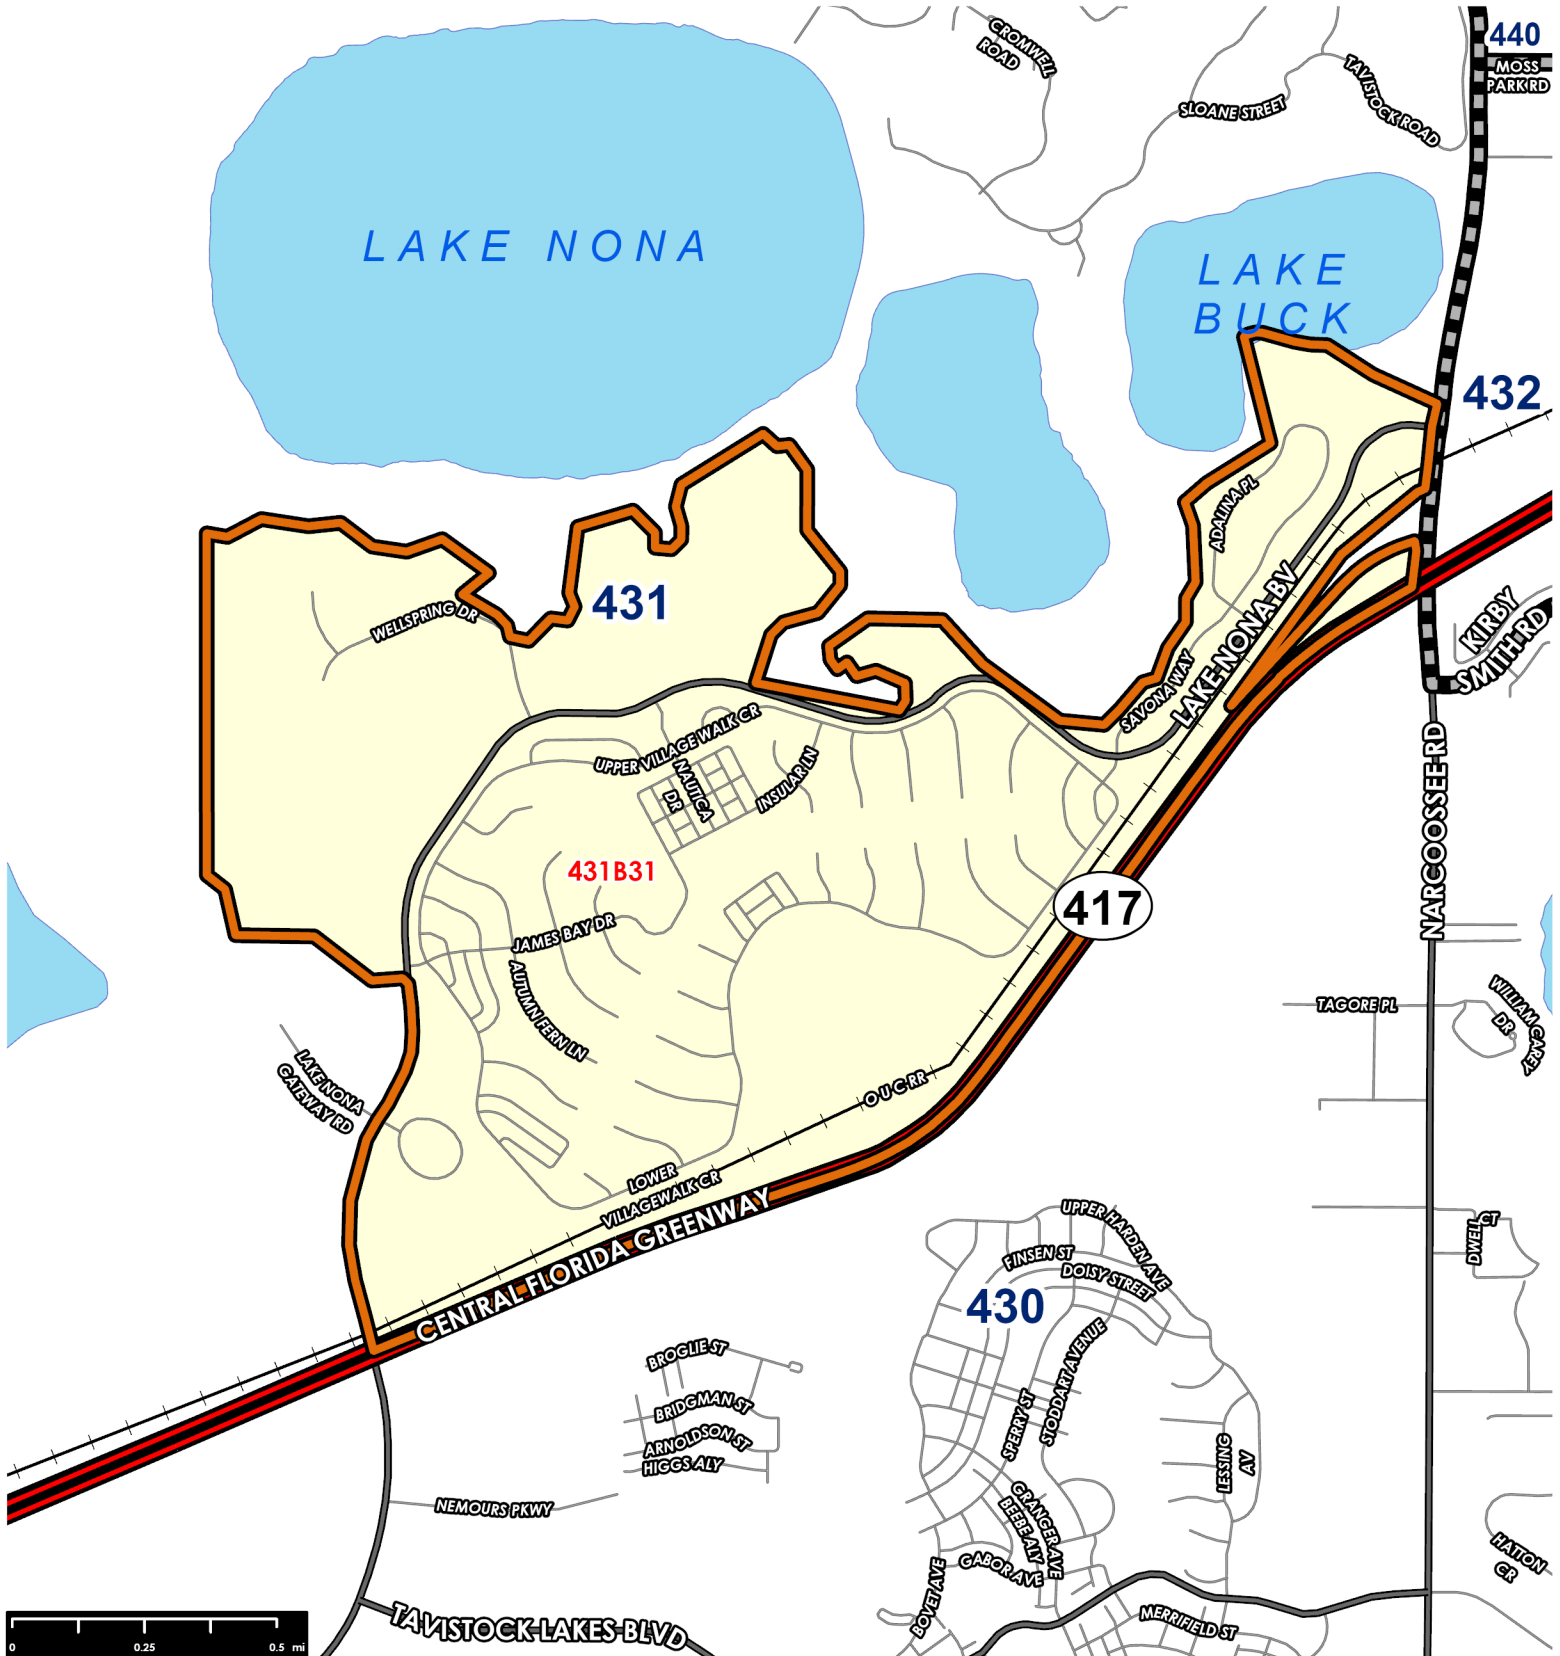 CROMWELL
ROAD
440
MOSS
PARK RD
TAVISTOCK ROAD
SLOANE STREET
LAKE NONA
LAKE
BUCK
432
ADALINA PL
431
WELLSPRING DR
LAKE NONA BV
KIRBY
SMITH RD
SAVONA WAY
UPPER VILLAGE WALK CR
NAUTICA
DR
INSULAR LN
NARCOOSSEE RD
431B31
417
JAMES BAY DR
AUTUMN FERN LN
TAGORE PL
WILLIAM CAREY
DR
LAKE NONA
GATEWAY RD
O U C RR
LOWER
VILLAGEWALK CR
CENTRAL FLORIDA GREENWAY
UPPER HARDEN AVE
FINSEN ST
DOISY STREET
DWELL CT
430
BROGLIE ST
STODDART AVENUE
SPERRY ST
BRIDGMAN ST
ARNOLDSON ST
HIGGS ALY
LESSING
AV
NEMOURS PKWY
GRANGER AVE
BEEBE ALY
GABOR AVE
HATTON
CR
BOVET AVE
MERRIFIELD ST
TAVISTOCK LAKES BLVD
0 0.25 0.5 mi